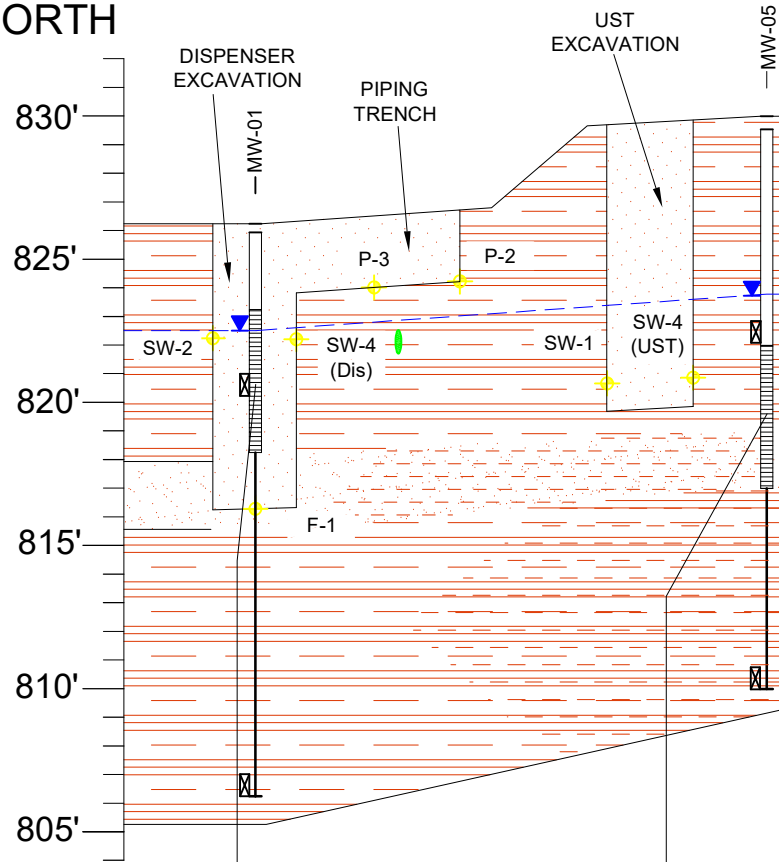 ORTH
DISPENSER
EXCAVATION
PIPING
TRENCH
UST
EXCAVATION
MW-01
MW-05
830'
825'
820'
815'
810'
805'
P-3
P-2
SW-2
SW-4
(Dis)
SW-1
SW-4
(UST)
F-1